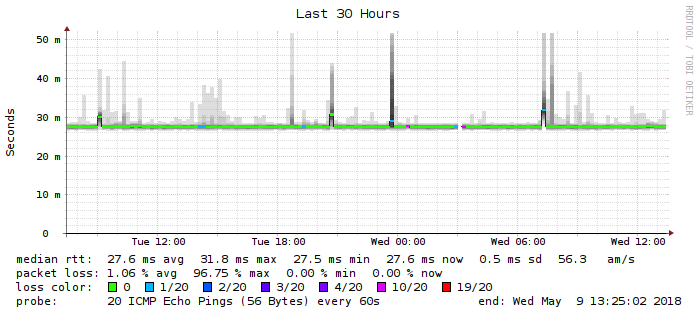 Last 30 Hours
RRDTOOL / TOBI OETIKER
Seconds
50 m
40 m
30 m
20 m
10 m
0
Tue 12:00 Tue 18:00 Wed 00:00 Wed 06:00 Wed 12:00
median rtt: 27.6 ms avg 31.8 ms max 27.5 ms min 27.6 ms now 0.5 ms sd 56.3 am/s
packet loss: 1.06 % avg 96.75 % max 0.00 % min 0.00 % now
loss color: 0 1/20 2/20 3/20 4/20 10/20 19/20
probe: 20 ICMP Echo Pings (56 Bytes) every 60s end: Wed May 9 13:25:02 2018